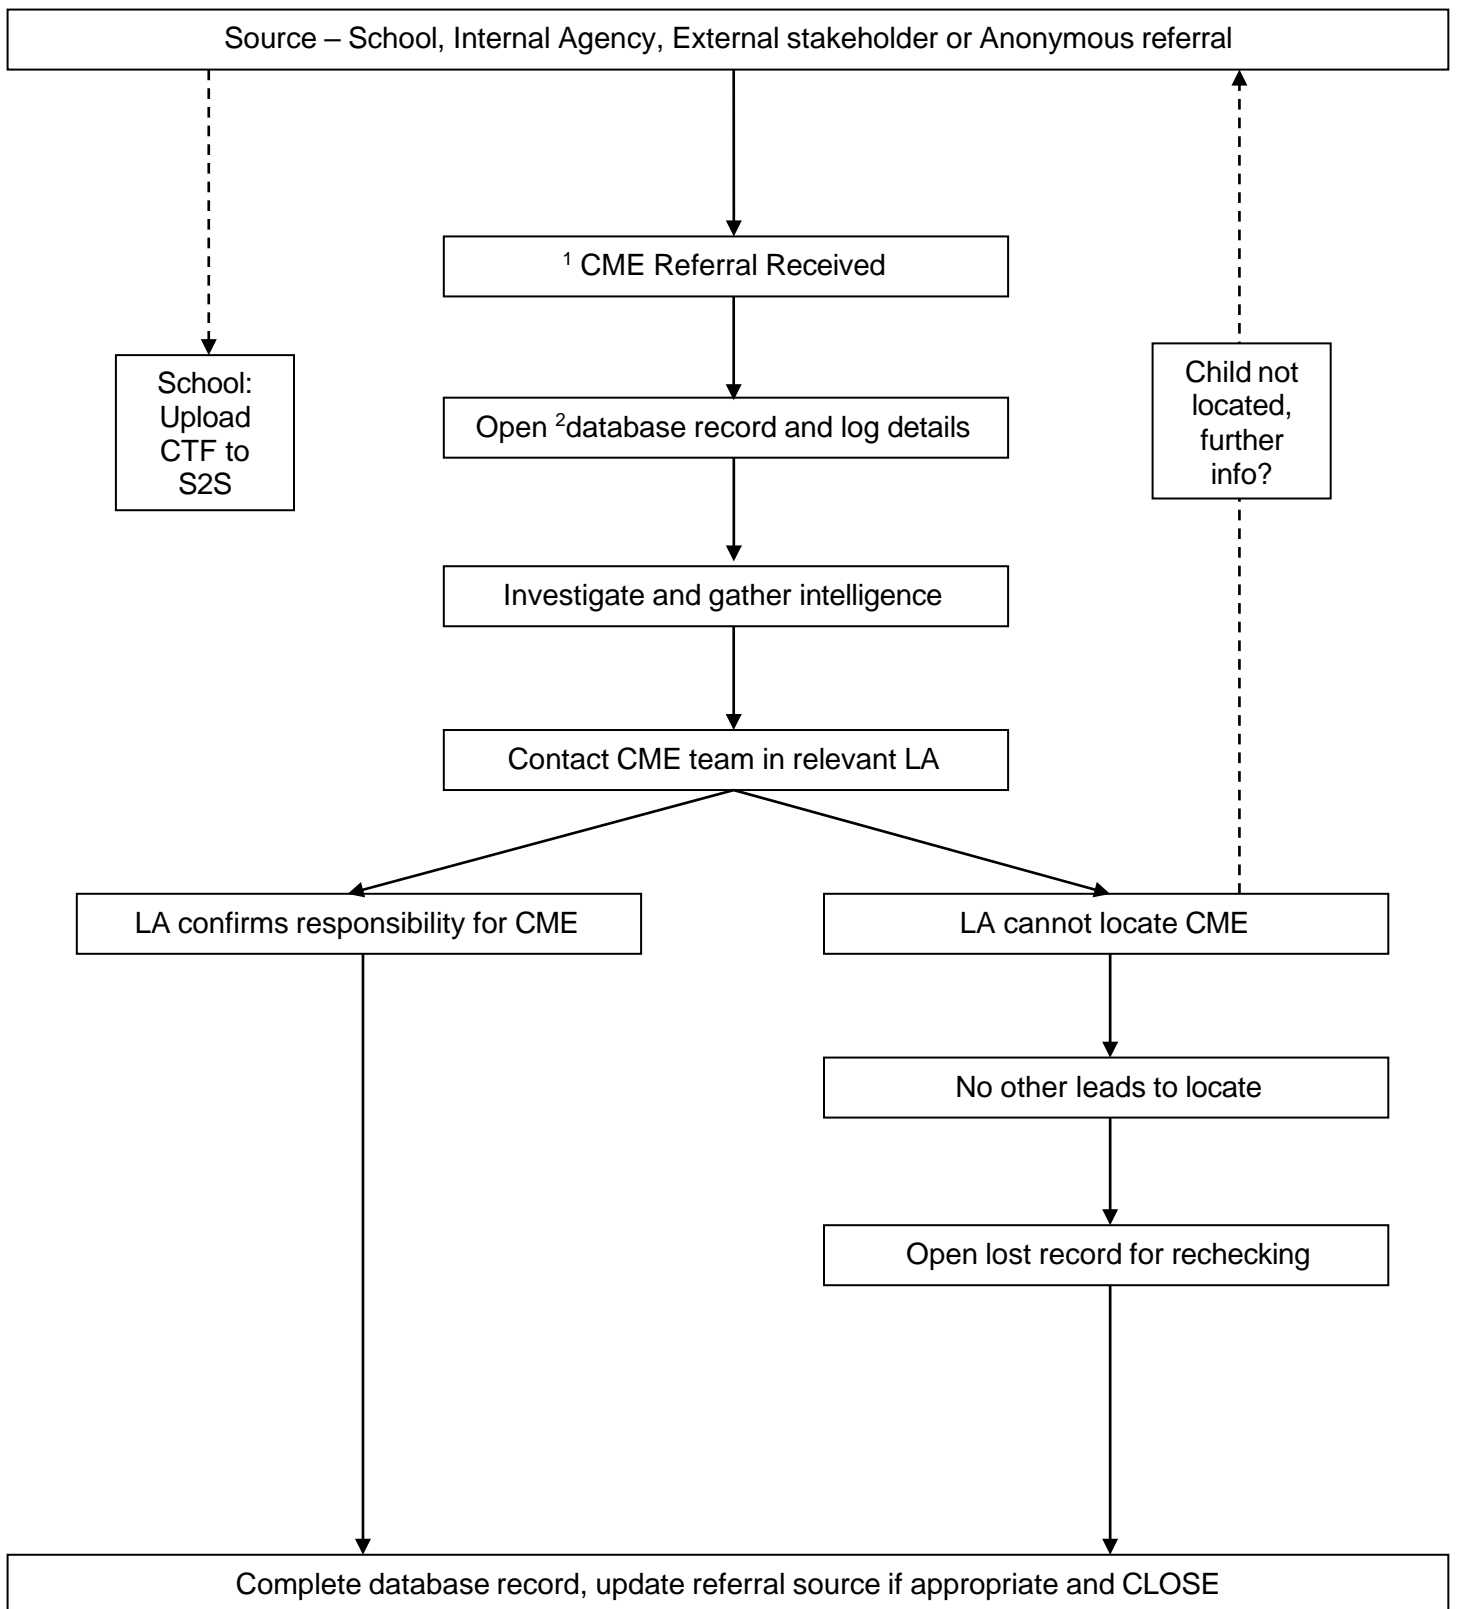 Source – School, Internal Agency, External stakeholder or Anonymous referral
¹ CME Referral Received
School:
Upload
CTF to
S2S
Child not
located,
further
info?
Open ²database record and log details
Investigate and gather intelligence
Contact CME team in relevant LA
LA confirms responsibility for CME
LA cannot locate CME
No other leads to locate
Open lost record for rechecking
Complete database record, update referral source if appropriate and CLOSE